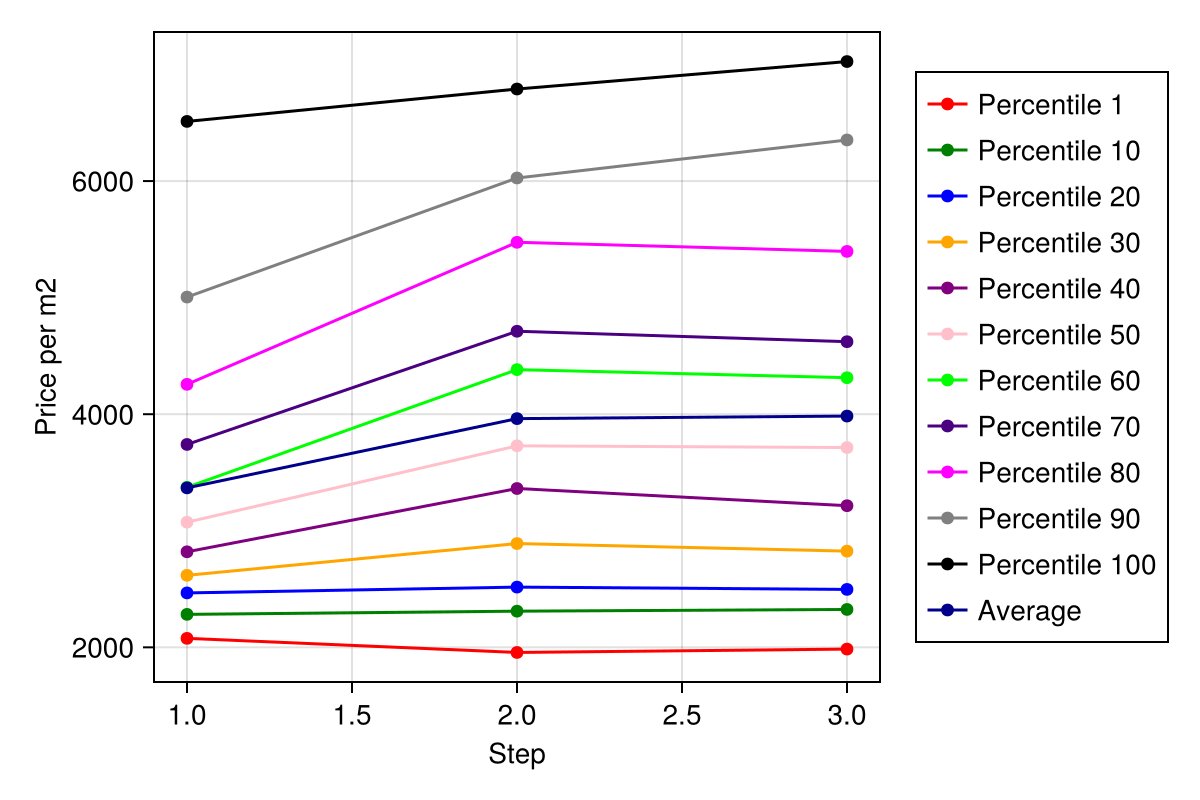 Price per m2
6000
4000
2000
1.0
1.5
2.0
2.5
3.0
Step
Percentile 1
Percentile 10
Percentile 20
Percentile 30
Percentile 40
Percentile 50
Percentile 60
Percentile 70
Percentile 80
Percentile 90
Percentile 100
Average